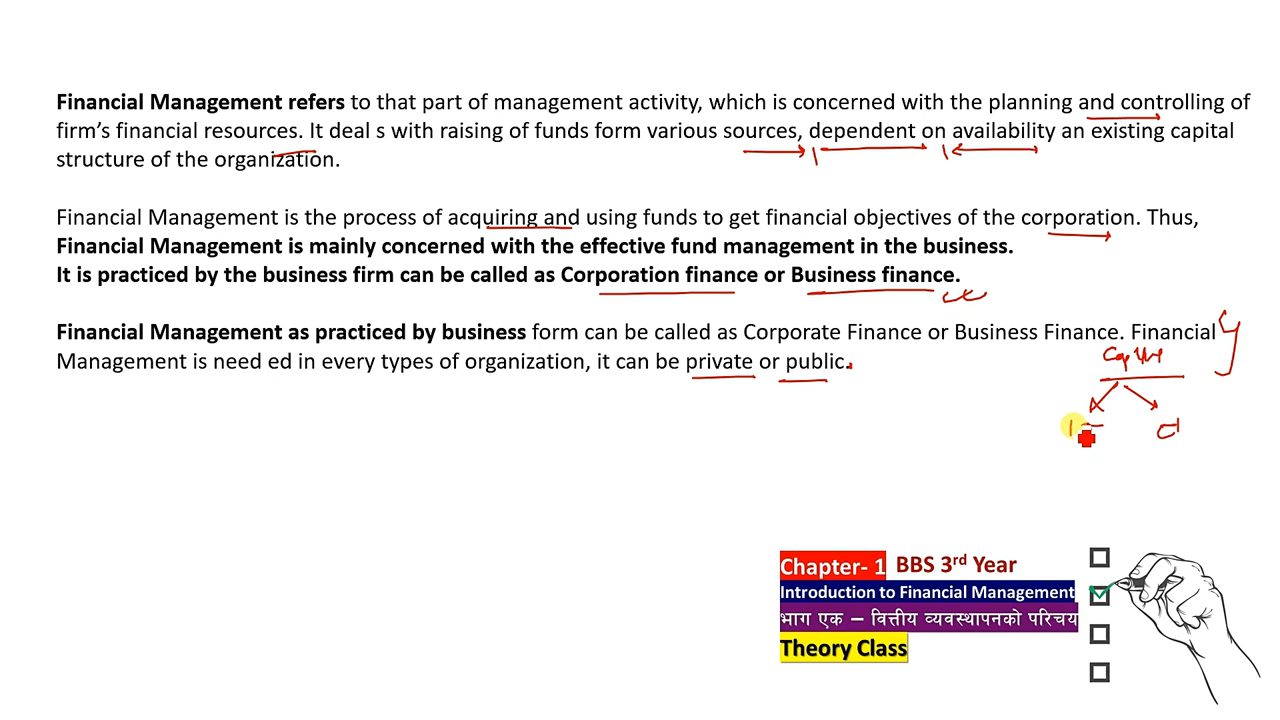 Financial Management refers to that part of management activity, which is concerned with the planning and controlling of
firm's financial resources. It deal s with raising of funds form various sources, dependent on availability an existing capital
structure of the organization.
Financial Management is the process of acquiring and using funds to get financial objectives of the corporation. Thus,
Financial Management is mainly concerned with the effective fund management in the business.
It is practiced by the business firm can be called as Corporation finance or Business finance.
Financial Management as practiced by business form can be called as Corporate Finance or Business Finance. Financial
Management is need ed in every types of organization, it can be private or public.
Chapter- 1 BBS 3rd Year
Introduction to Financial Management
भाग एक – वित्तीय व्यवस्थापनको परिचय
Theory Class